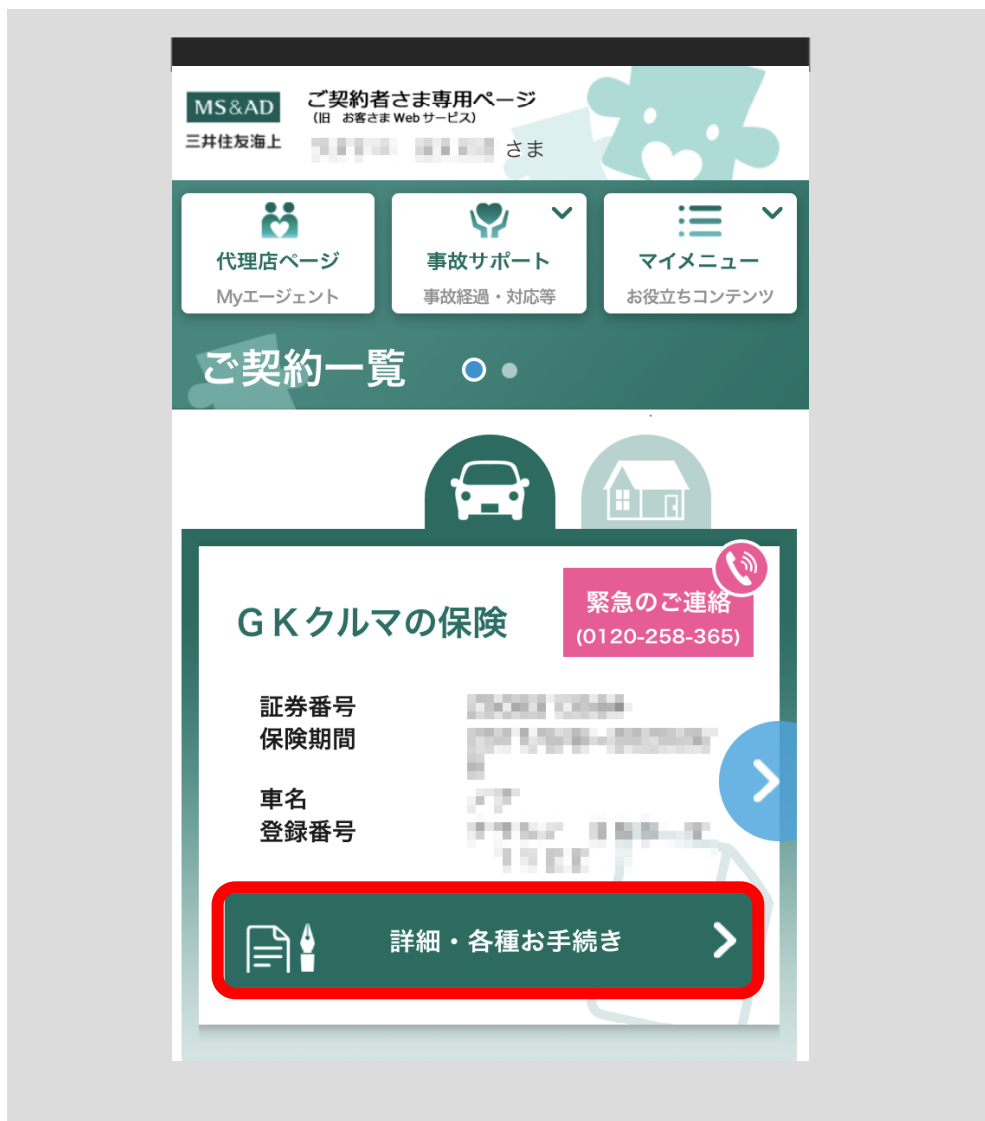 MS&AD
三井住友海上
ご契約者さま専用ページ
(旧 お客さま Web サービス)
さま
代理店ページ
Myエージェント
事故サポート
事故経過・対応等
マイメニュー
お役立ちコンテンツ
ご契約一覧
GKクルマの保険
緊急のご連絡
(0120-258-365)
証券番号
保険期間
車名
登録番号
詳細・各種お手続き